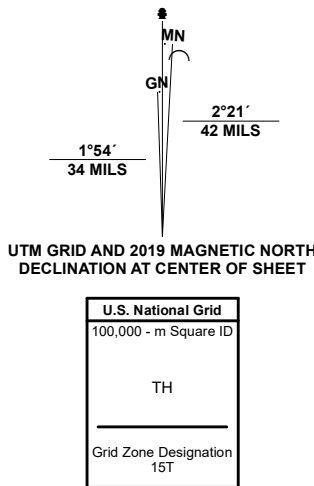 MN
GN
2°21´
42 MILS
1°54´
34 MILS
UTM GRID AND 2019 MAGNETIC NORTH
DECLINATION AT CENTER OF SHEET
U.S. National Grid
100,000 - m Square ID
TH
Grid Zone Designation
15T